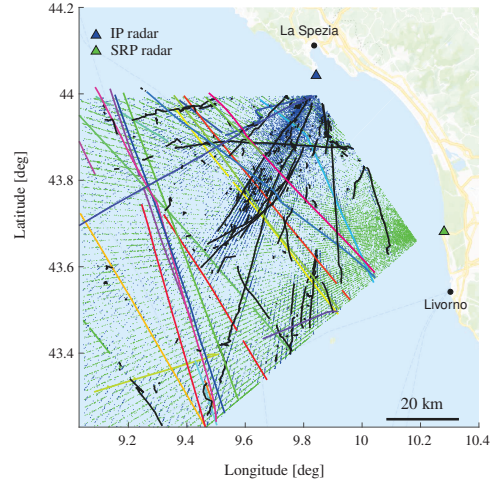 44.2
La Spezia
IP radar
SRP radar
44
43.8
43.6
43.4
Latitude [deg]
Livorno
20 km
9.2
9.4
9.6
9.8
10
10.2
10.4
Longitude [deg]